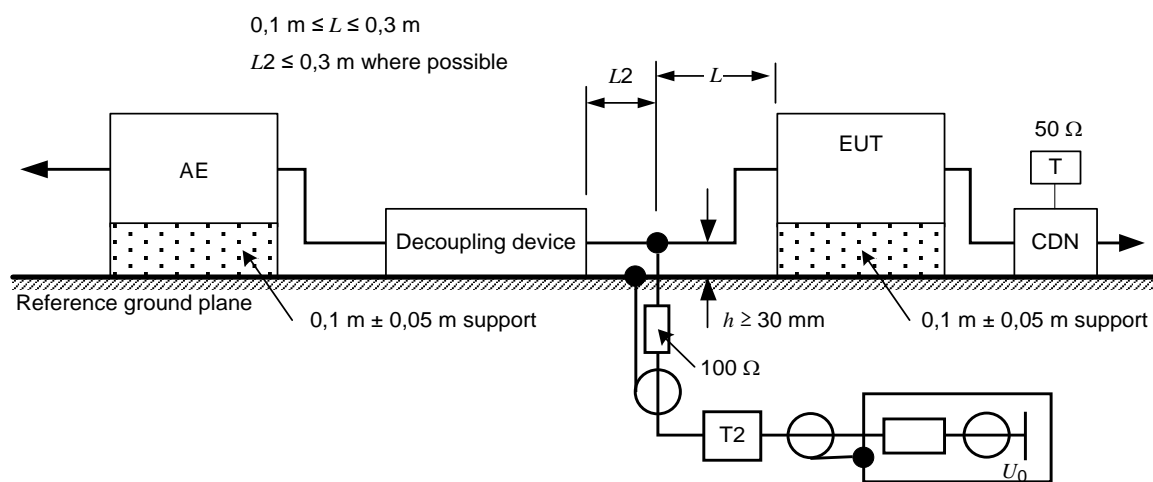 0,1 m ≤ L ≤ 0,3 m
L2 ≤ 0,3 m where possible
L2
L
AE
EUT
50 Ω
T
Decoupling device
CDN
Reference ground plane
0,1 m ± 0,05 m support
h ≥ 30 mm
0,1 m ± 0,05 m support
100 Ω
T2
U0